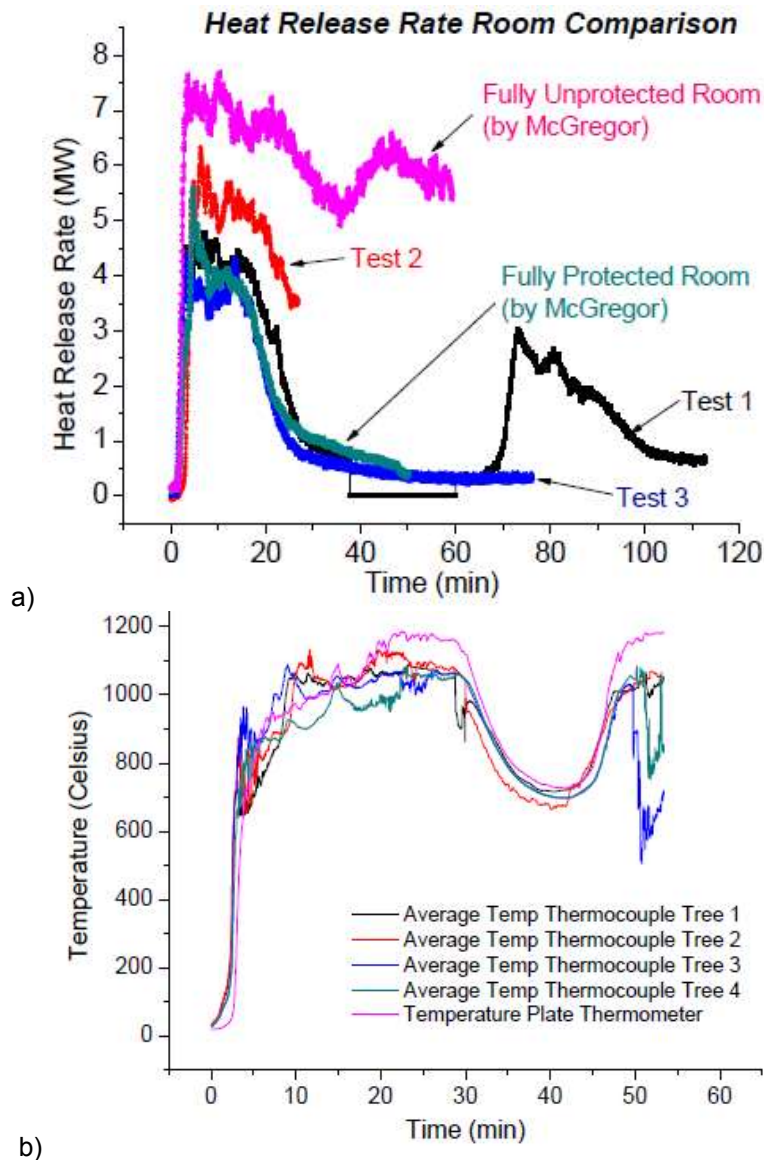 Heat Release Rate Room Comparison
8
7
6
5
4
3
2
1
0
Heat Release Rate (MW)
Fully Unprotected Room
(by McGregor)
Test 2
Fully Protected Room
(by McGregor)
Test 1
Test 3
0 20 40 60 80 100 120
Time (min)
a)
1200
1000
800
600
400
200
0
Temperature (Celsius)
Average Temp Thermocouple Tree 1
Average Temp Thermocouple Tree 2
Average Temp Thermocouple Tree 3
Average Temp Thermocouple Tree 4
Temperature Plate Thermometer
0 10 20 30 40 50 60
Time (min)
b)